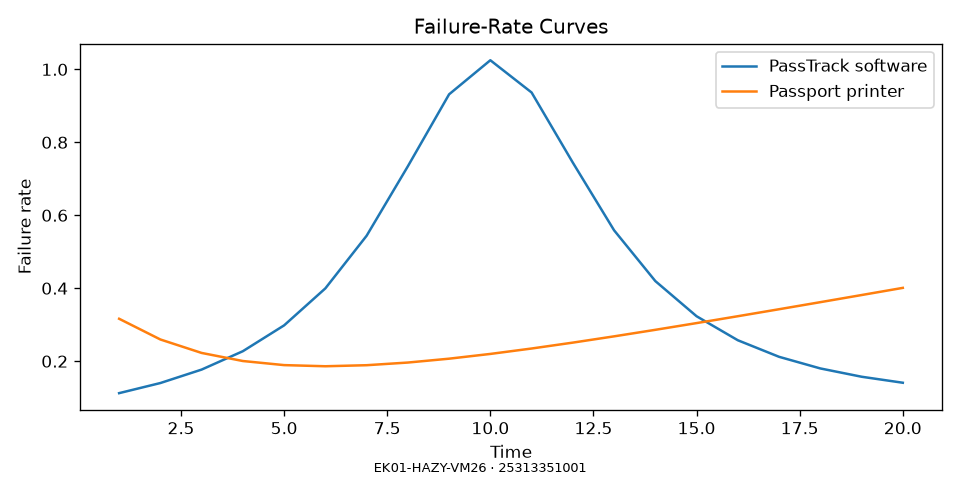 Failure-Rate Curves
PassTrack software
Passport printer
Failure rate
1.0
0.8
0.6
0.4
0.2
2.5 5.0 7.5 10.0 12.5 15.0 17.5 20.0
Time
EK01-HAZY-VM26 · 25313351001